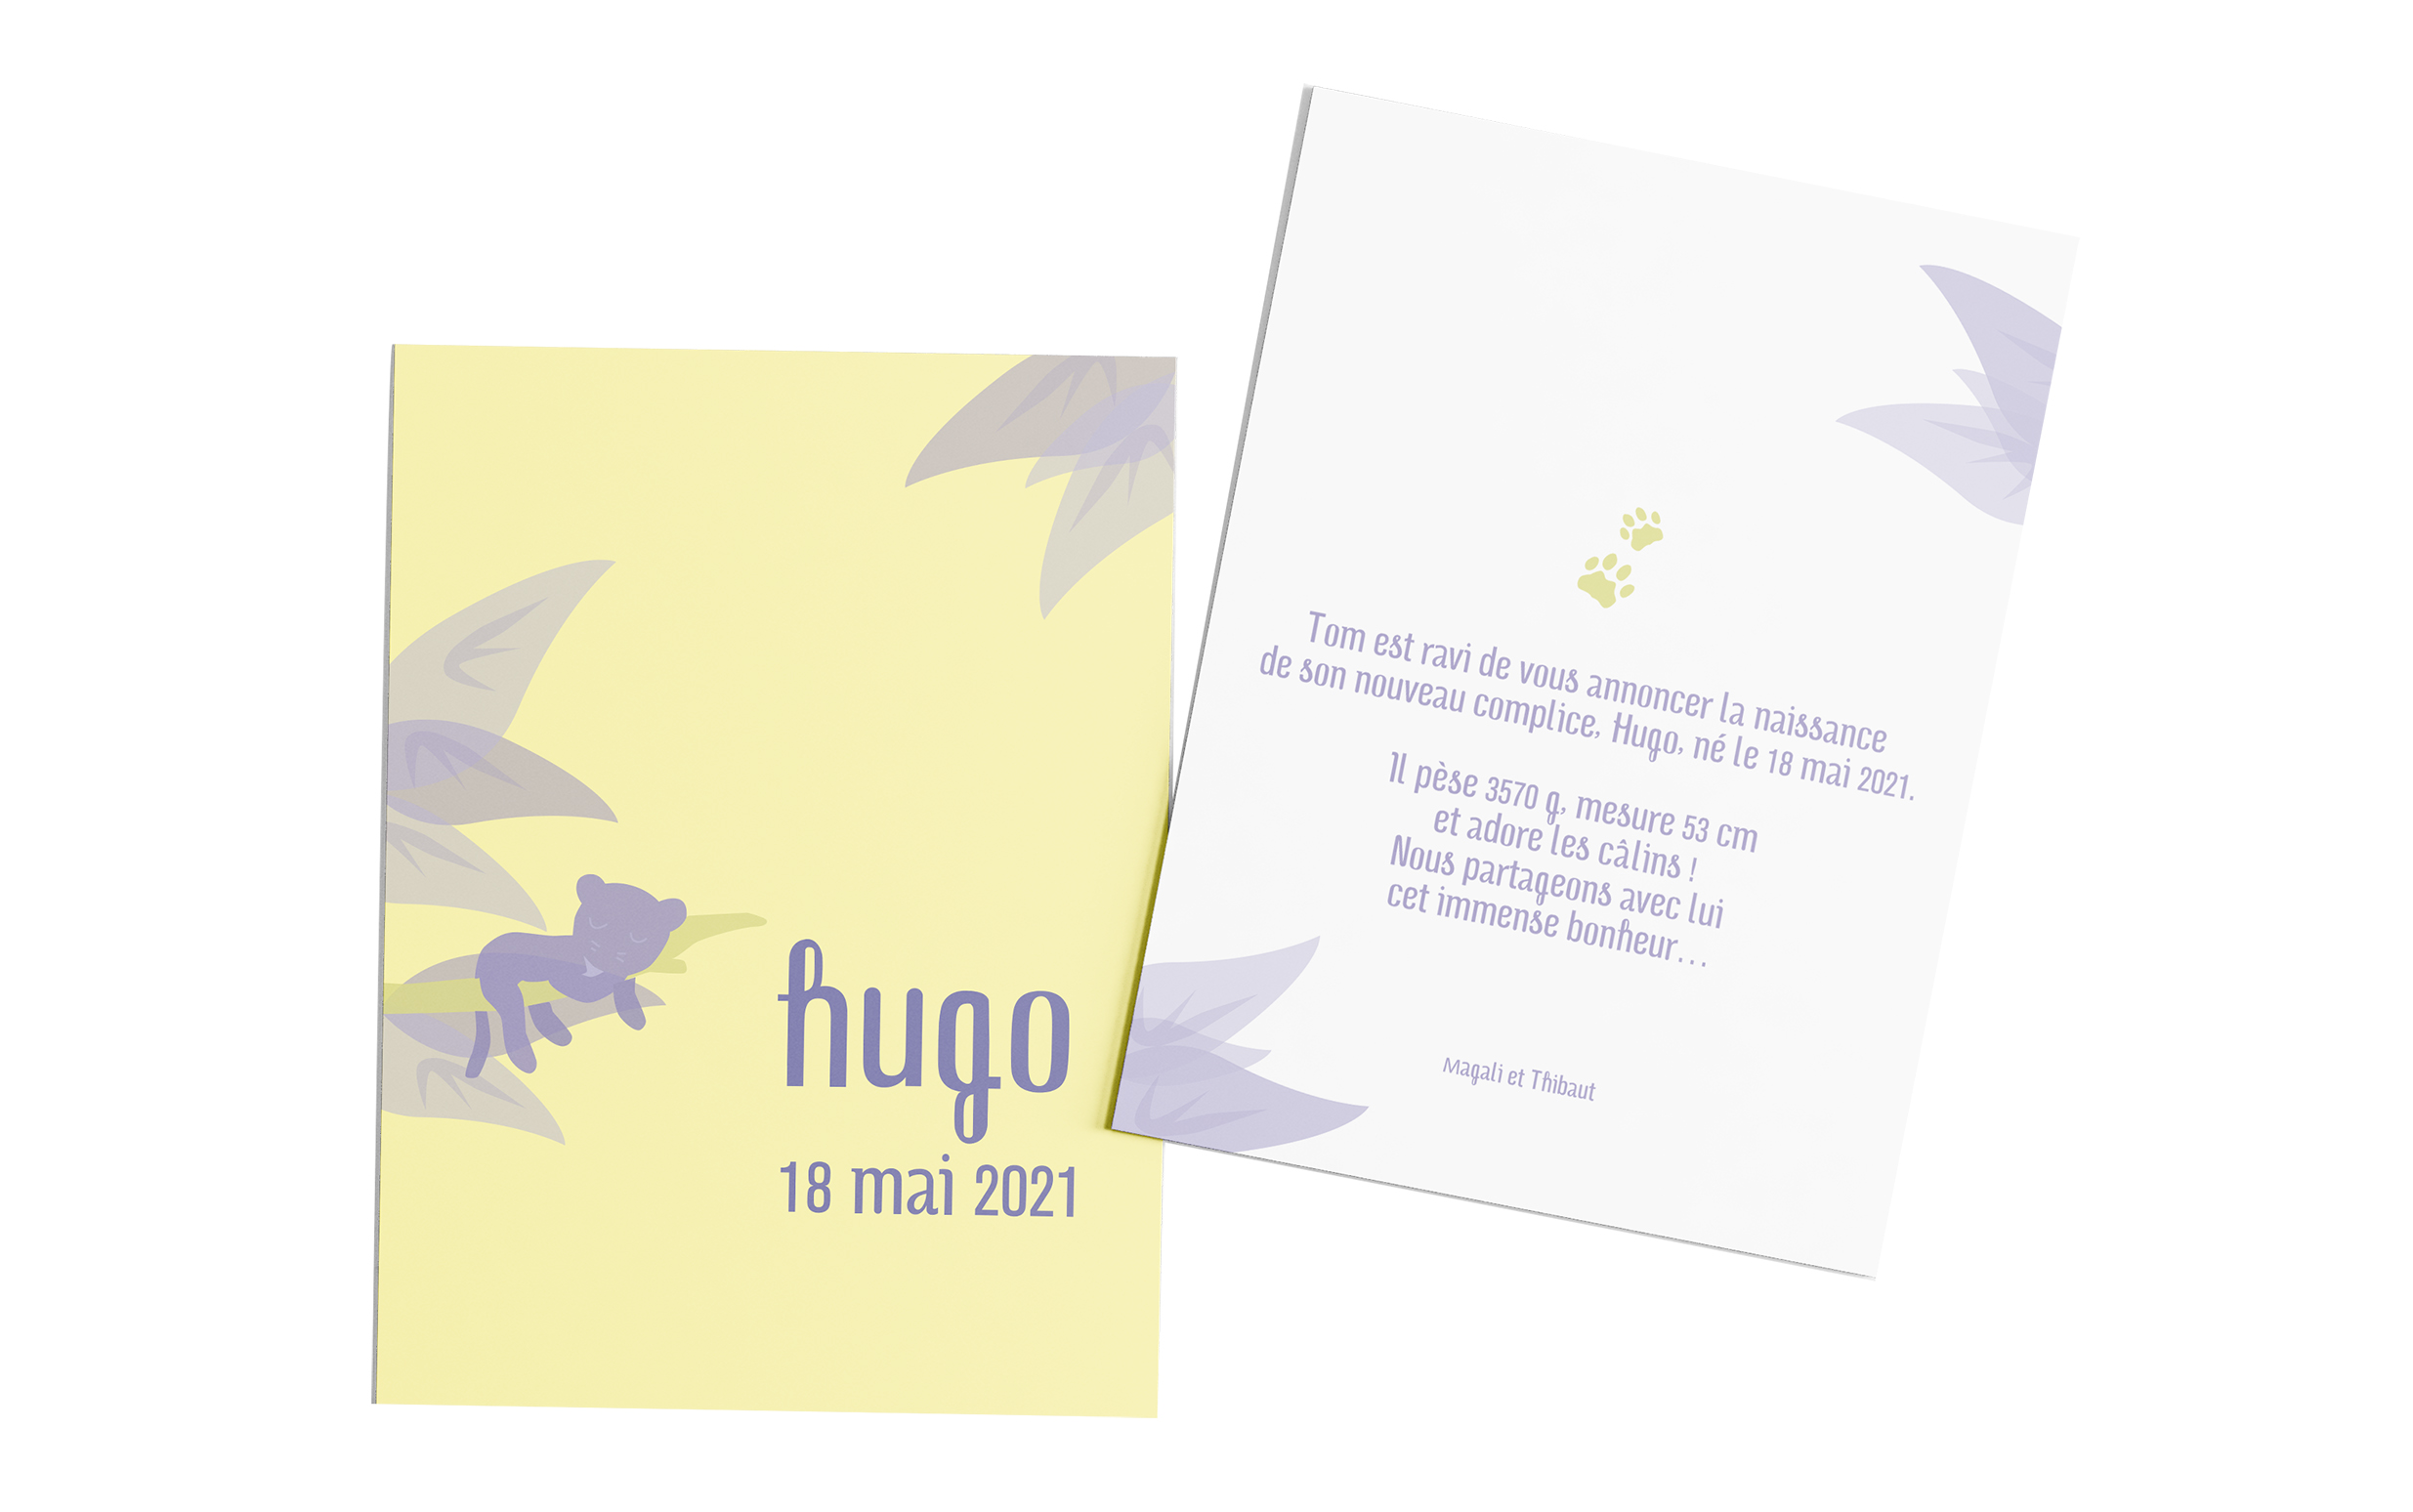 hugo
18 mai 2021
Tom est ravi de vous annoncer la naissance
de son nouveau complice, Hugo, né le 18 mai 2021.
Il pèse 3570 g, mesure 53 cm
et adore les câlins !
Nous partageons avec lui
cet immense bonheur...
Magali et Thibaut